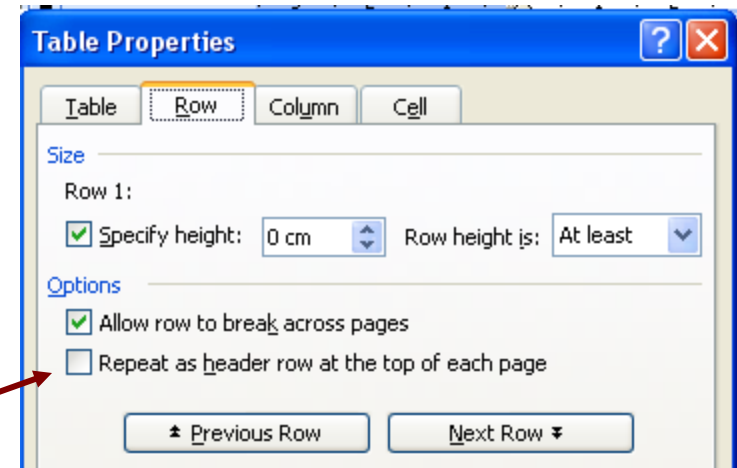 Table Properties
Table Row Column Cell
Size
Row 1:
Specify height: 0 cm Row height is: At least
Options
Allow row to break across pages
Repeat as header row at the top of each page
Previous Row Next Row